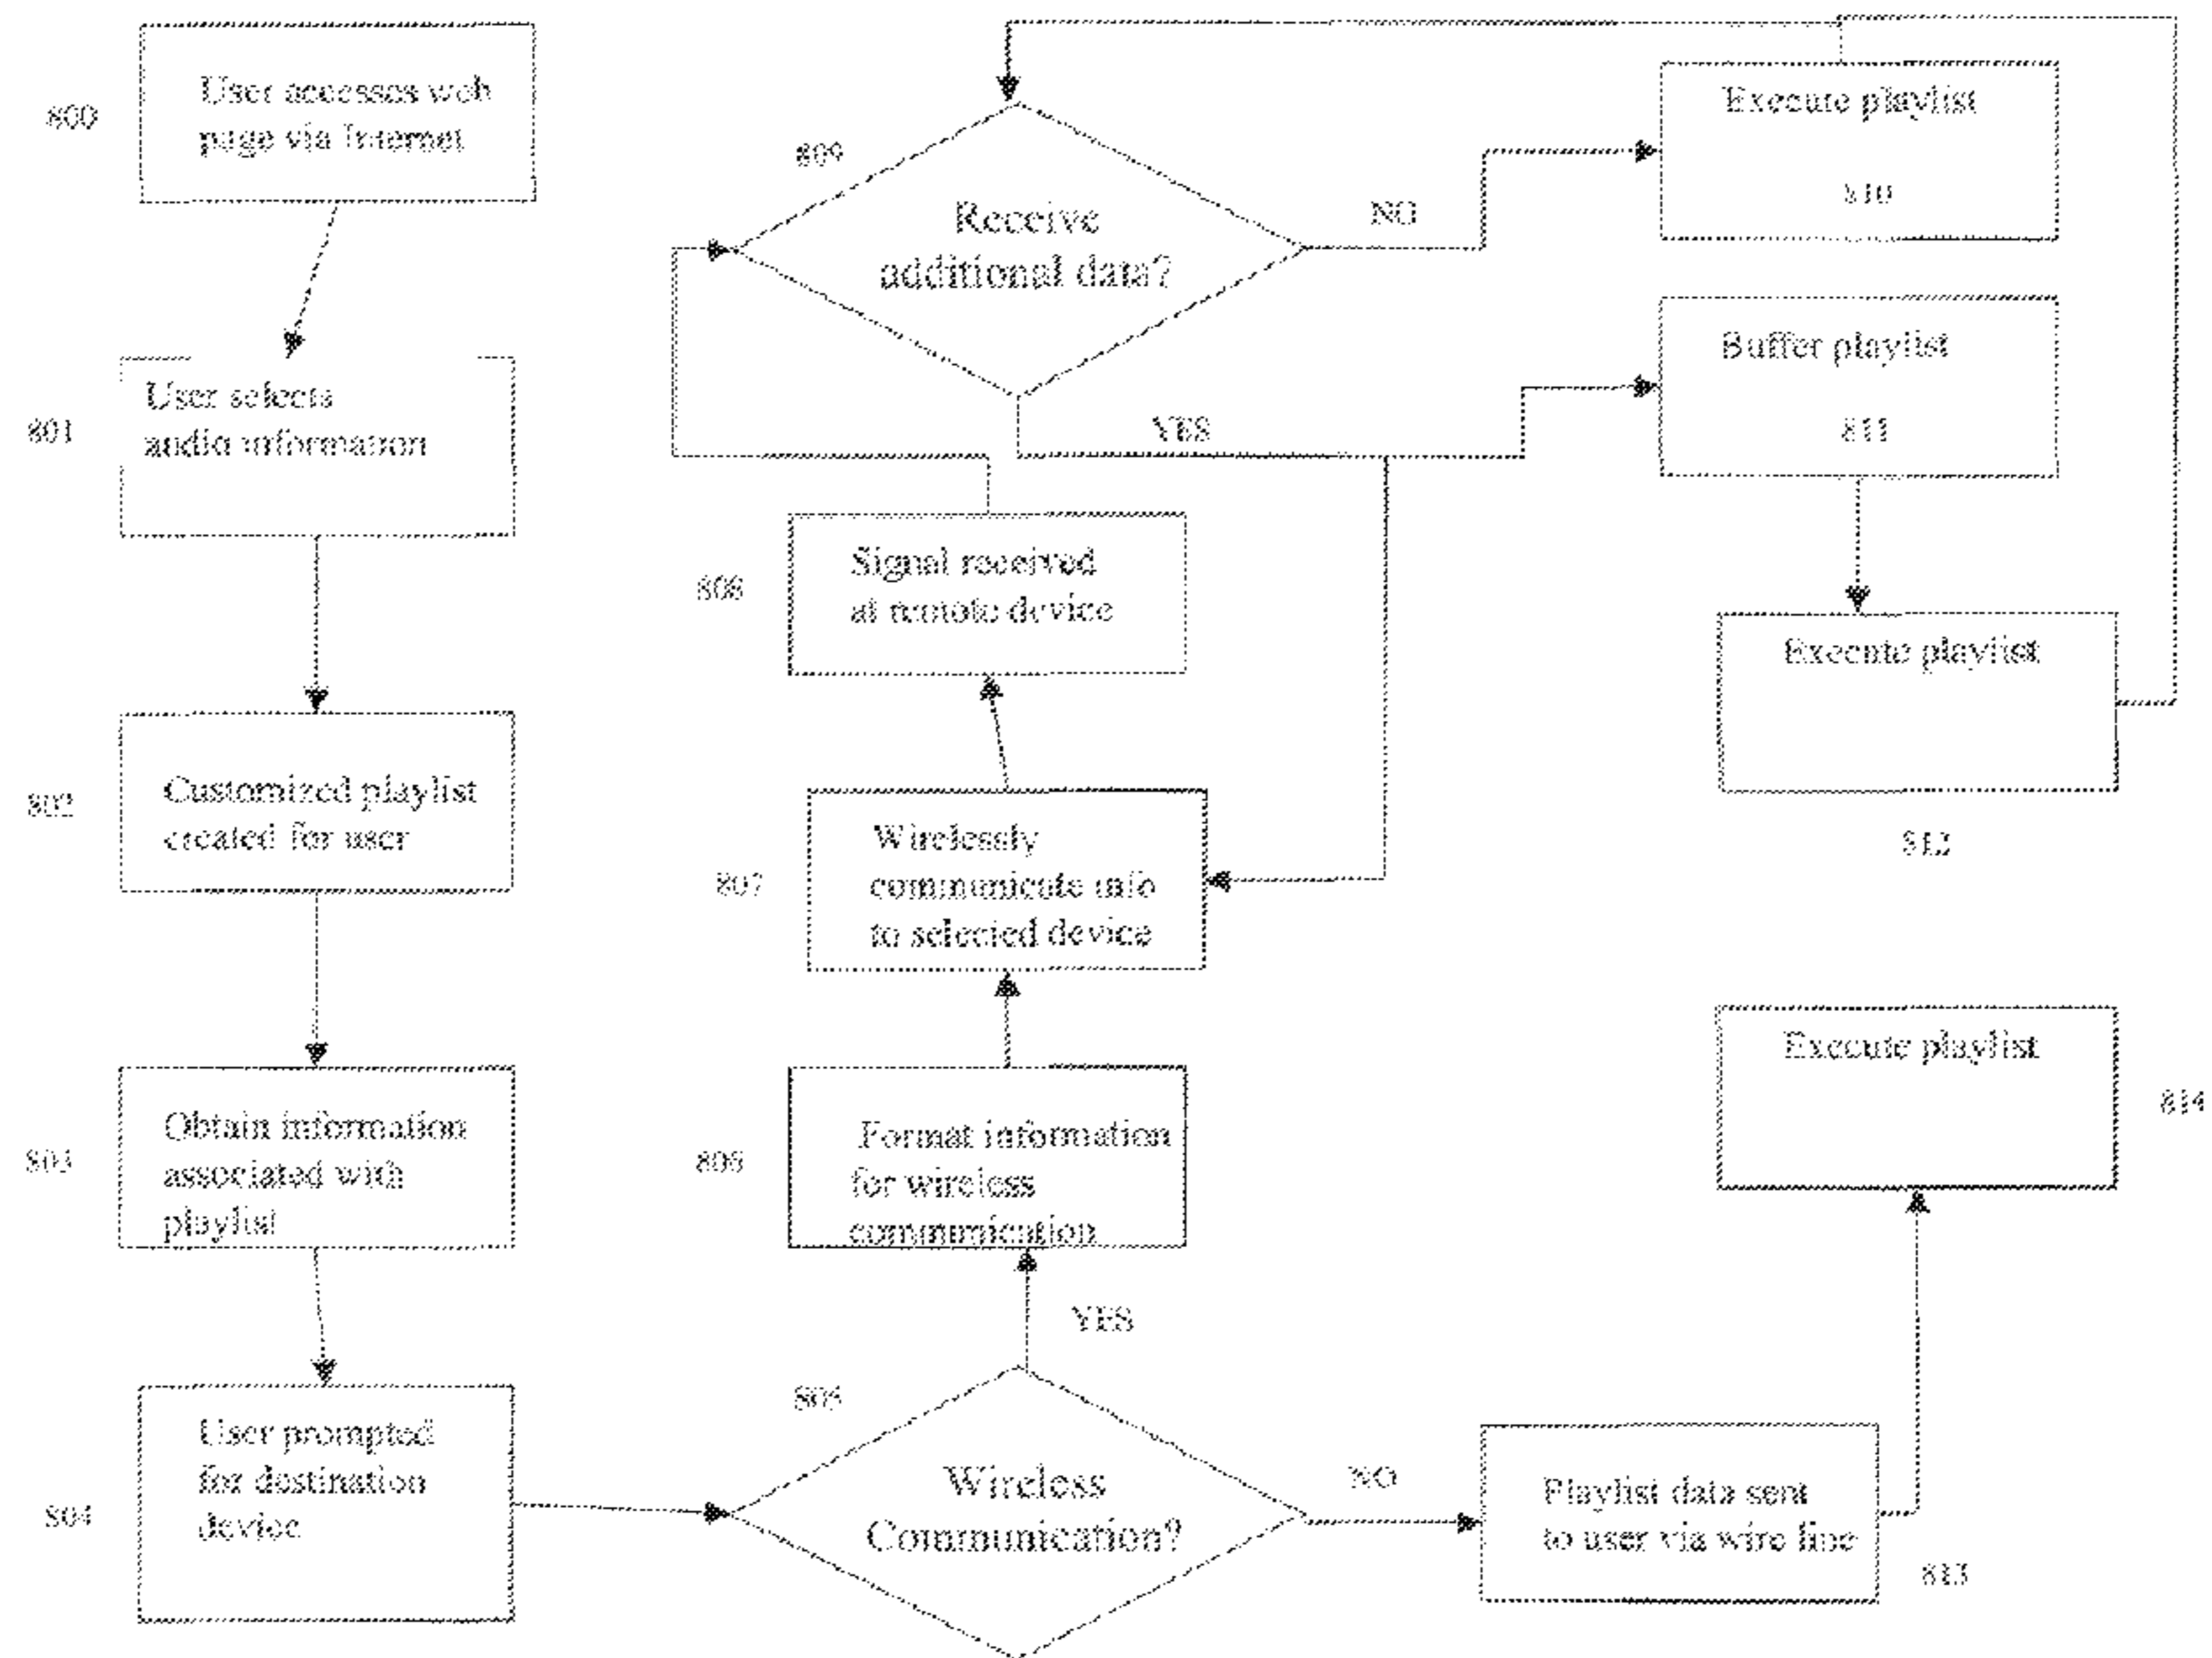 800
User accesses web
page via Internet
801
User selects
audio information
802
Customized playlist
created for user
803
Obtain information
associated with
playlist
804
User prompted
for destination
device
805
Wireless
Communication?
YES
NO
806
Format information
for wireless
communication
807
Wirelessly
communicate info
to selected device
808
Signal received
at remote device
809
Receive
additional data?
NO
YES
Execute playlist
810
Buffer playlist
811
Execute playlist
812
Playlist data sent
to user via wire line
813
Execute playlist
814